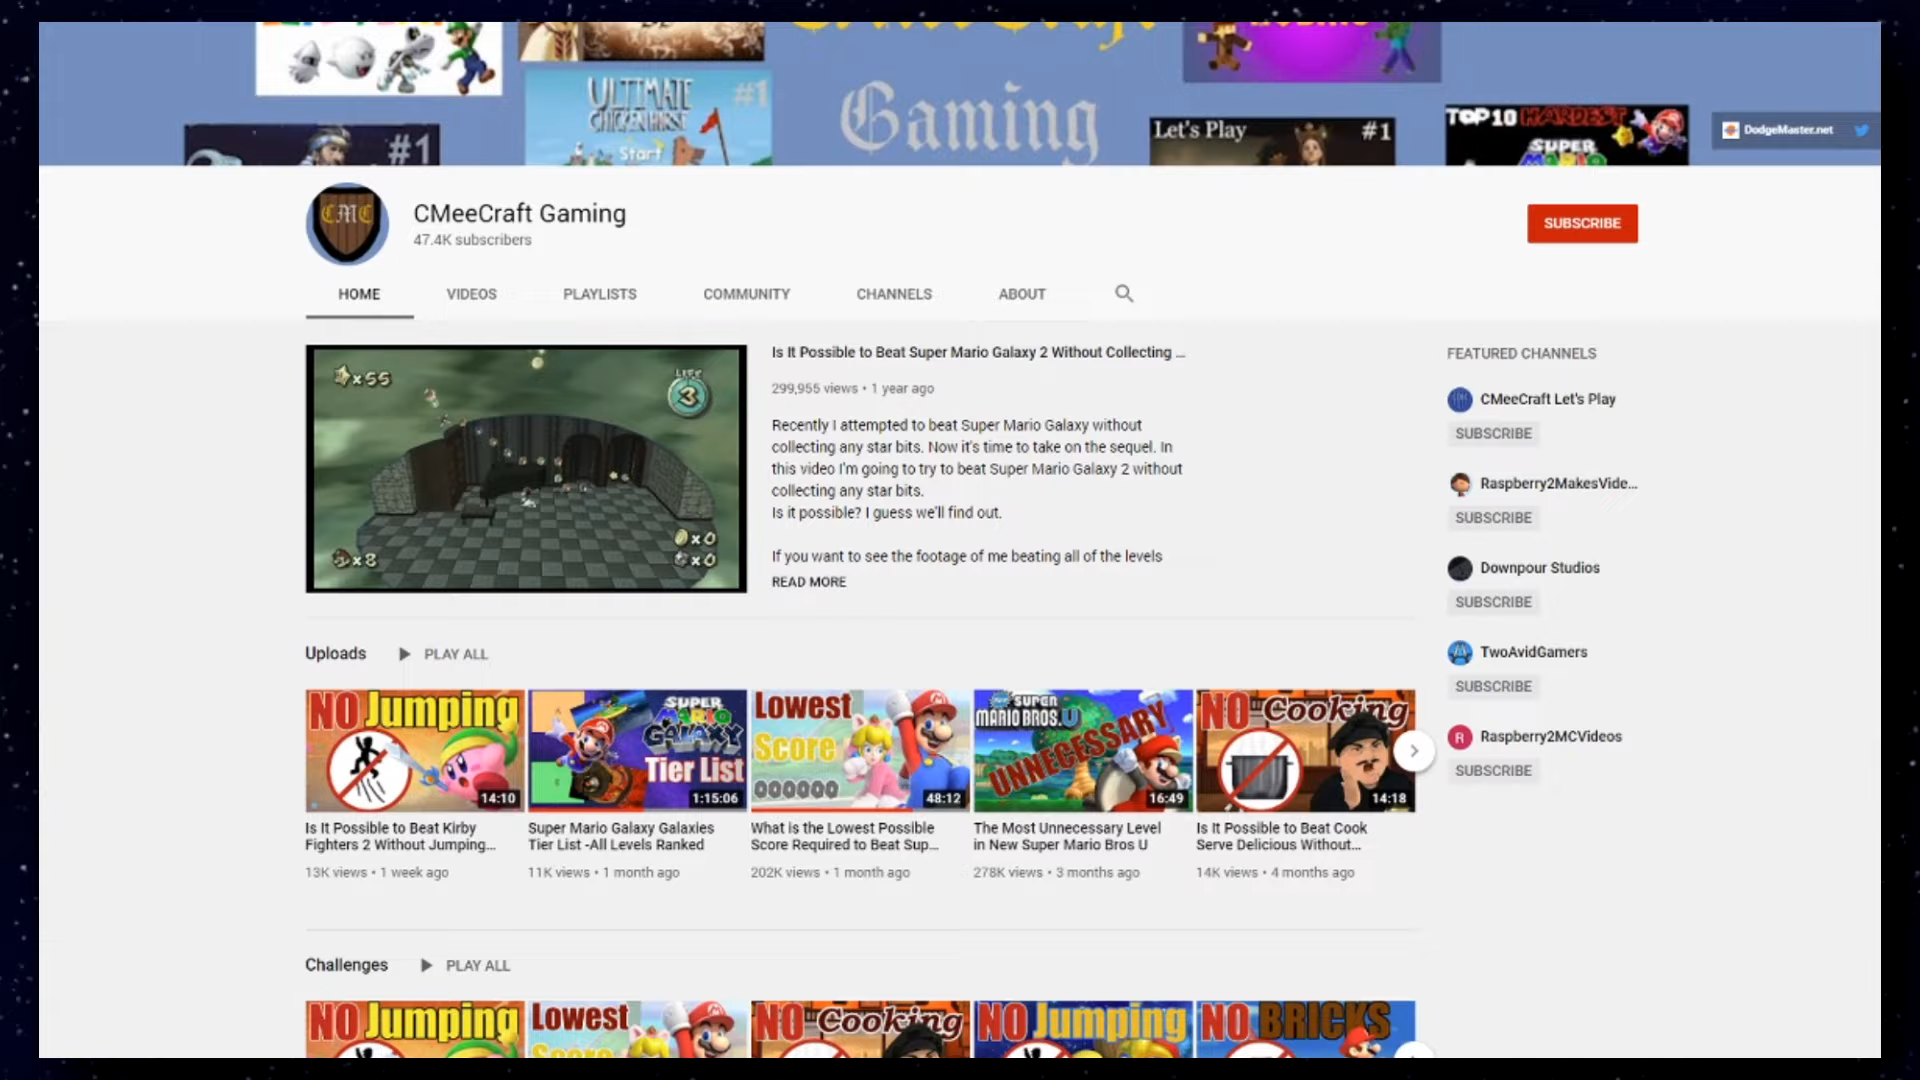 Gaming
ULTIMATE
CHICKEN HORSE
#1
Start
#1
Let's Play #1
TOP 10 HARDEST
SUPER
MARIO
DodgeMaster.net
CMC
CMeeCraft Gaming
47.4K subscribers
SUBSCRIBE
HOME VIDEOS PLAYLISTS COMMUNITY CHANNELS ABOUT
x55
LIFE
3
x8
x0
x0
Is It Possible to Beat Super Mario Galaxy 2 Without Collecting ...
299,955 views • 1 year ago
Recently I attempted to beat Super Mario Galaxy without
collecting any star bits. Now it's time to take on the sequel. In
this video I'm going to try to beat Super Mario Galaxy 2 without
collecting any star bits.
Is it possible? I guess we'll find out.
If you want to see the footage of me beating all of the levels
READ MORE
FEATURED CHANNELS
CMeeCraft Let's Play
SUBSCRIBE
Raspberry2MakesVide...
SUBSCRIBE
Downpour Studios
SUBSCRIBE
TwoAvidGamers
SUBSCRIBE
R Raspberry2MCVideos
SUBSCRIBE
Uploads PLAY ALL
NO Jumping
14:10
Is It Possible to Beat Kirby
Fighters 2 Without Jumping...
13K views • 1 week ago
SUPER
MARIO
GALAXY
Tier List
1:15:06
Super Mario Galaxy Galaxies
Tier List -All Levels Ranked
11K views • 1 month ago
Lowest
Score
000000
48:12
What is the Lowest Possible
Score Required to Beat Sup...
202K views • 1 month ago
New SUPER
MARIO BROS. U
UNNECESSARY
16:49
The Most Unnecessary Level
in New Super Mario Bros U
278K views • 3 months ago
NO Cooking
14:18
Is It Possible to Beat Cook
Serve Delicious Without...
14K views • 4 months ago
Challenges PLAY ALL
NO Jumping
Lowest
Score
NO Cooking
NO Jumping
NO BRICKS